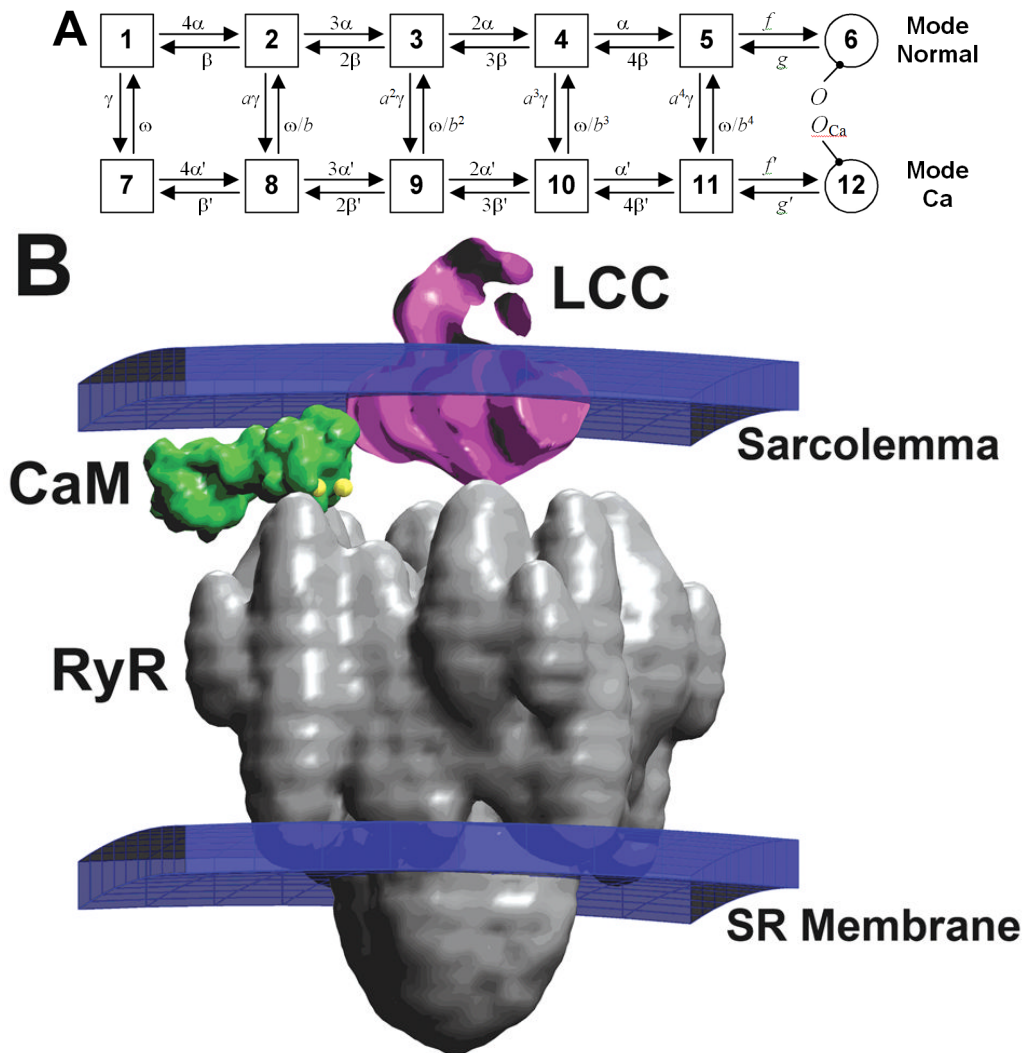 A
1 4α β 2 3α 2β 3 2α 3β 4 α 4β 5 f g 6 Mode Normal
γ ω aγ ω/b a²γ ω/b² a³γ ω/b³ a⁴γ ω/b⁴ O
O_Ca
7 4α' β' 8 3α' 2β' 9 2α' 3β' 10 α' 4β' 11 f' g' 12 Mode Ca
B
LCC
Sarcolemma
CaM
RyR
SR Membrane